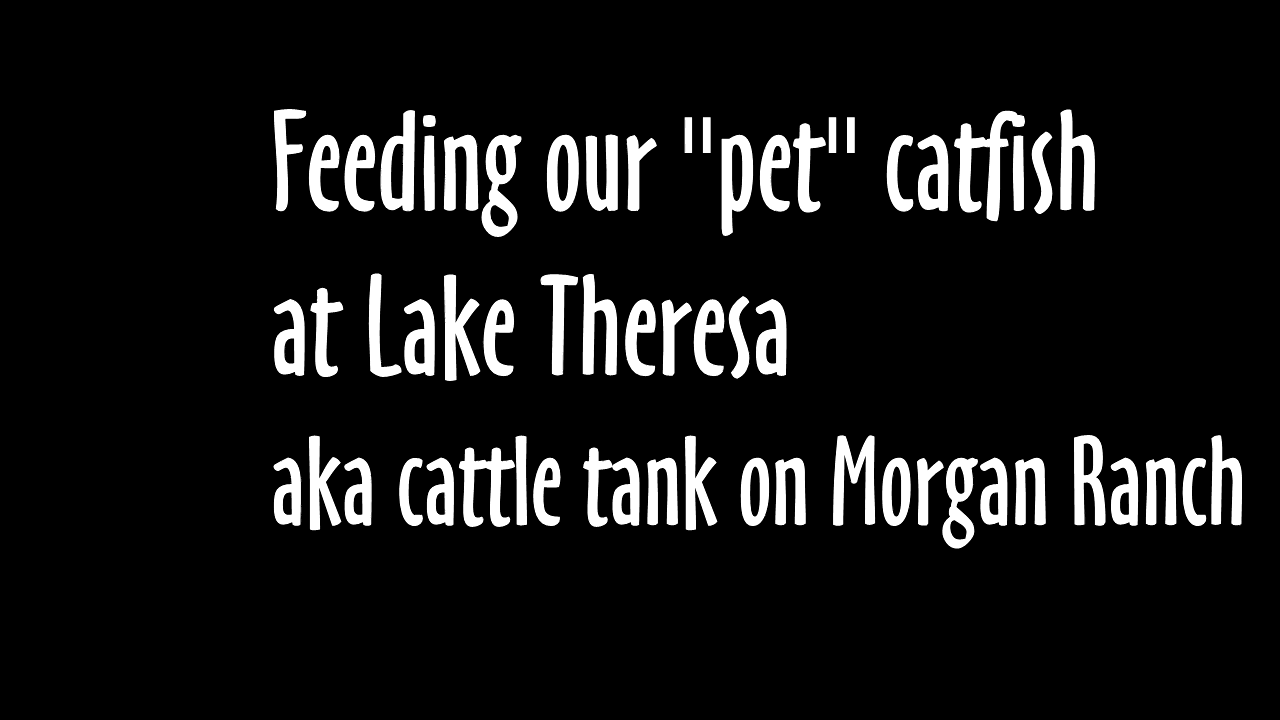 Feeding our "pet" catfish
at Lake Theresa
aka cattle tank on Morgan Ranch